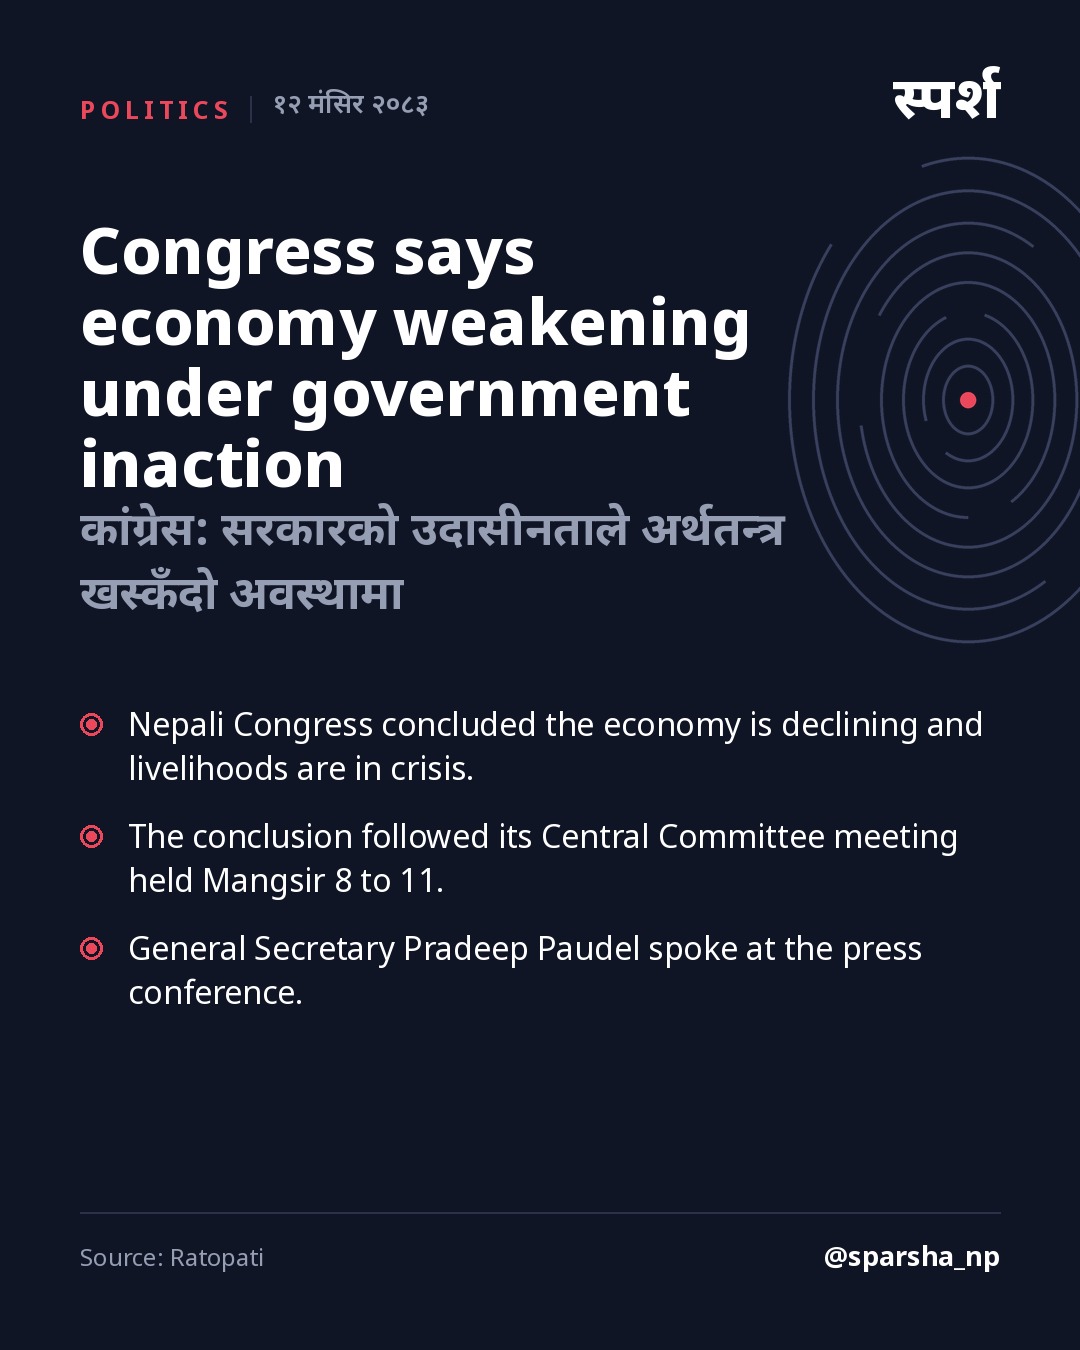 POLITICS
१२ मंसिर २०८३
स्पर्श
Congress says
economy weakening
under government
inaction
कांग्रेस: सरकारको उदासीनताले अर्थतन्त्र
खस्कँदो अवस्थामा
Nepali Congress concluded the economy is declining and
livelihoods are in crisis.
The conclusion followed its Central Committee meeting
held Mangsir 8 to 11.
General Secretary Pradeep Paudel spoke at the press
conference.
Source: Ratopati
@sparsha_np